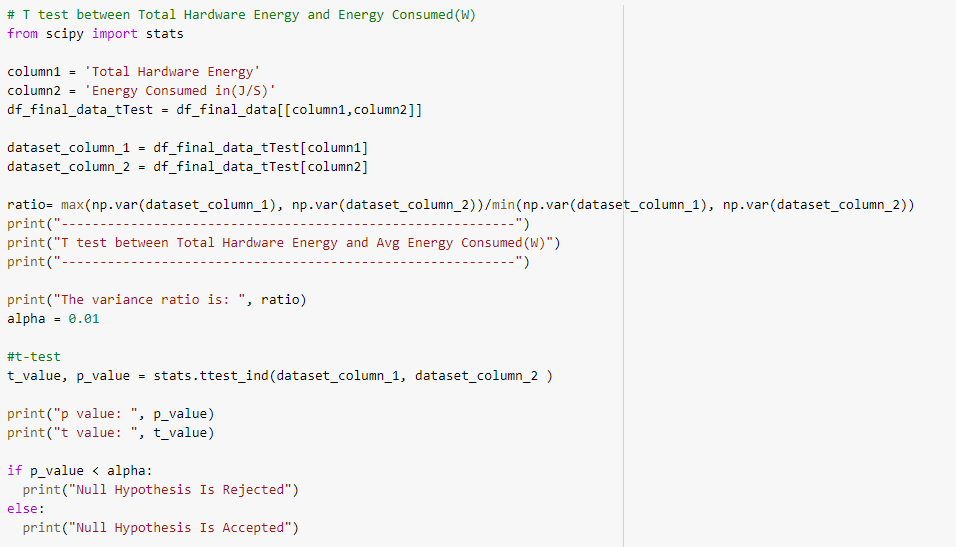 # T test between Total Hardware Energy and Energy Consumed(W)
from scipy import stats
column1 = 'Total Hardware Energy'
column2 = 'Energy Consumed in(J/S)'
df_final_data_tTest = df_final_data[[column1,column2]]
dataset_column_1 = df_final_data_tTest[column1]
dataset_column_2 = df_final_data_tTest[column2]
ratio= max(np.var(dataset_column_1), np.var(dataset_column_2))/min(np.var(dataset_column_1), np.var(dataset_column_2))
print("-----------------------------------------------------------")
print("T test between Total Hardware Energy and Avg Energy Consumed(W)")
print("-----------------------------------------------------------")
print("The variance ratio is: ", ratio)
alpha = 0.01
#t-test
t_value, p_value = stats.ttest_ind(dataset_column_1, dataset_column_2 )
print("p value: ", p_value)
print("t value: ", t_value)
if p_value < alpha:
  print("Null Hypothesis Is Rejected")
else:
  print("Null Hypothesis Is Accepted")